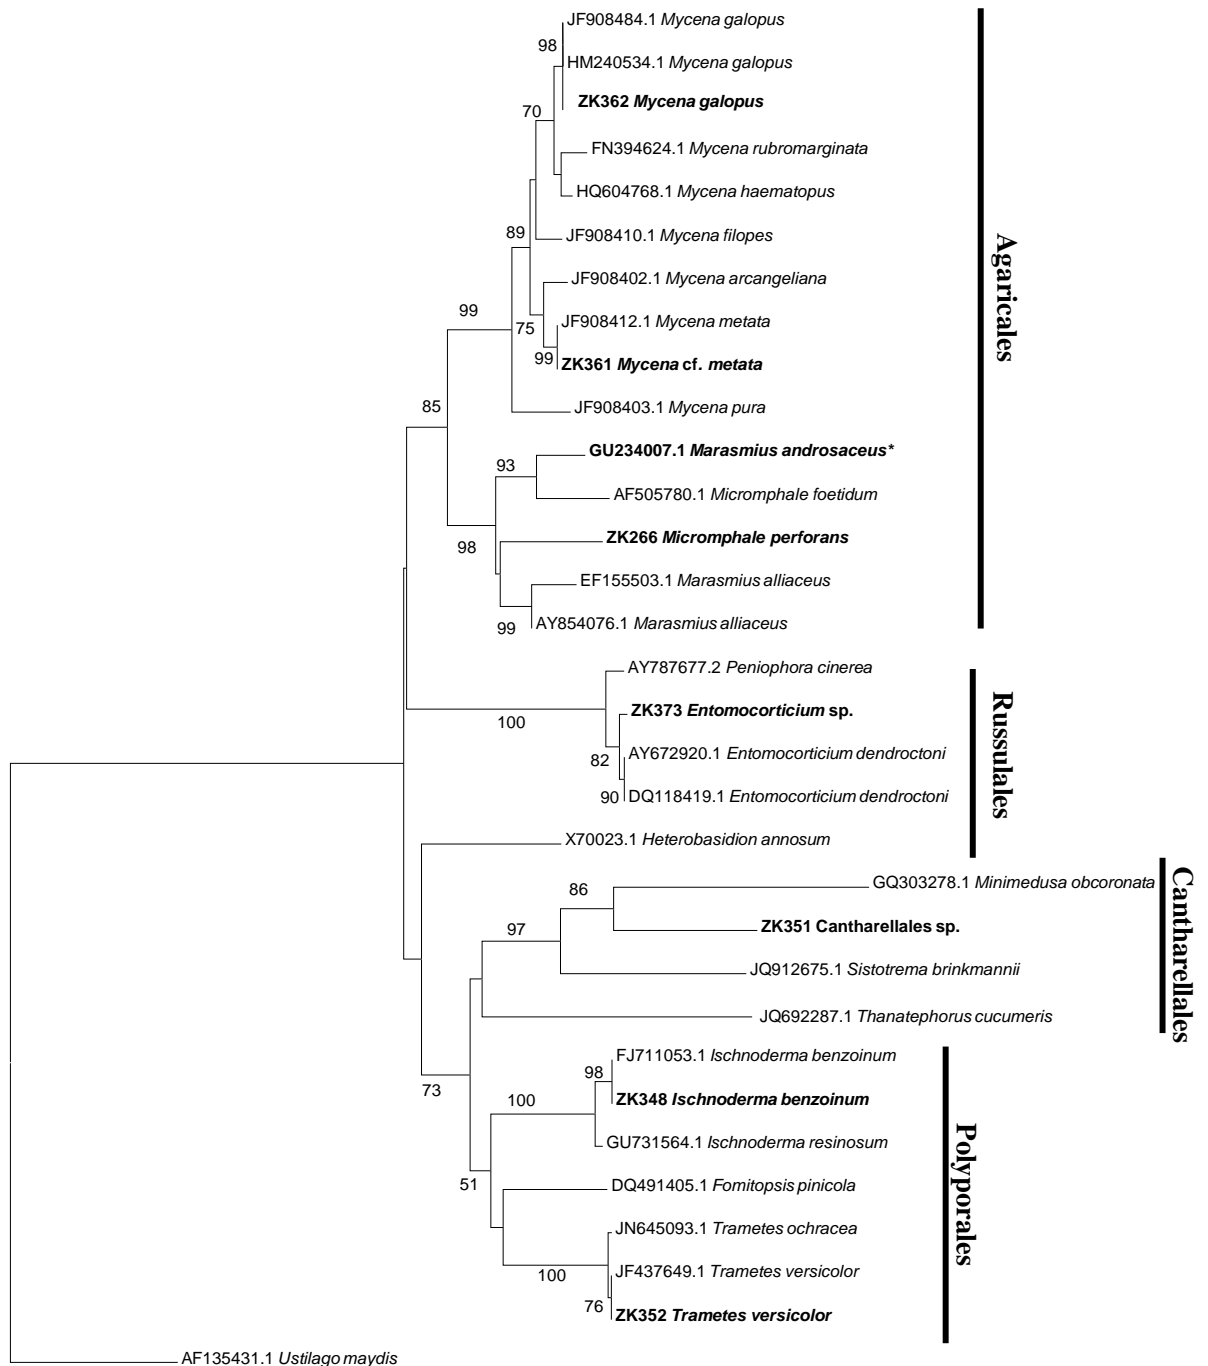 JF908484.1 Mycena galopus
98
HM240534.1 Mycena galopus
ZK362 Mycena galopus
70
FN394624.1 Mycena rubromarginata
HQ604768.1 Mycena haematopus
89
JF908410.1 Mycena filopes
JF908402.1 Mycena arcangeliana
99
75
JF908412.1 Mycena metata
99
ZK361 Mycena cf. metata
85
JF908403.1 Mycena pura
GU234007.1 Marasmius androsaceus*
93
AF505780.1 Micromphale foetidum
ZK266 Micromphale perforans
98
EF155503.1 Marasmius alliaceus
99
AY854076.1 Marasmius alliaceus
Agaricales
AY787677.2 Peniophora cinerea
100
ZK373 Entomocorticium sp.
82
AY672920.1 Entomocorticium dendroctoni
90
DQ118419.1 Entomocorticium dendroctoni
X70023.1 Heterobasidion annosum
Russulales
GQ303278.1 Minimedusa obcoronata
86
ZK351 Cantharellales sp.
97
JQ912675.1 Sistotrema brinkmannii
JQ692287.1 Thanatephorus cucumeris
Cantharellales
73
FJ711053.1 Ischnoderma benzoinum
98
100
ZK348 Ischnoderma benzoinum
GU731564.1 Ischnoderma resinosum
51
DQ491405.1 Fomitopsis pinicola
JN645093.1 Trametes ochracea
100
JF437649.1 Trametes versicolor
76
ZK352 Trametes versicolor
Polyporales
AF135431.1 Ustilago maydis